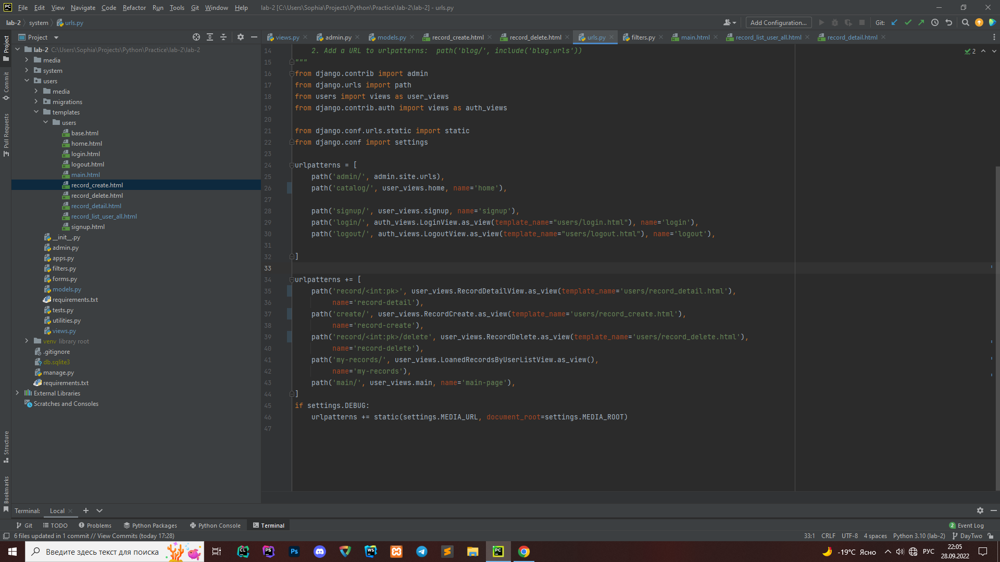 File Edit View Navigate Code Refactor Run Tools Git Window Help lab-2 [C:\Users\Sophia\Projects\Python\Practice\lab-2\lab-2] - urls.py
lab-2 system urls.py Add Configuration... Git:
Project
views.py admin.py models.py record_create.html record_delete.html urls.py filters.py main.html record_list_user_all.html record_detail.html
Project
Commit
Pull Requests
Structure
Bookmarks
lab-2 C:\Users\Sophia\Projects\Python\Practice\lab-2\lab-2
media
system
users
media
migrations
templates
users
base.html
home.html
login.html
logout.html
main.html
record_create.html
record_delete.html
record_detail.html
record_list_user_all.html
signup.html
__init__.py
admin.py
apps.py
filters.py
forms.py
models.py
requirements.txt
tests.py
utilities.py
views.py
venv library root
.gitignore
db.sqlite3
manage.py
requirements.txt
External Libraries
Scratches and Consoles
2
14 2. Add a URL to urlpatterns:  path('blog/', include('blog.urls'))
15 """
16 from django.contrib import admin
17 from django.urls import path
18 from users import views as user_views
19 from django.contrib.auth import views as auth_views
20
21 from django.conf.urls.static import static
22 from django.conf import settings
23
24 urlpatterns = [
25 path('admin/', admin.site.urls),
26 path('catalog/', user_views.home, name='home'),
27
28 path('signup/', user_views.signup, name='signup'),
29 path('login/', auth_views.LoginView.as_view(template_name="users/login.html"), name='login'),
30 path('logout/', auth_views.LogoutView.as_view(template_name="users/logout.html"), name='logout'),
31
32 ]
33
34 urlpatterns += [
35 path('record/<int:pk>', user_views.RecordDetailView.as_view(template_name='users/record_detail.html'),
36 name='record-detail'),
37 path('create/', user_views.RecordCreate.as_view(template_name='users/record_create.html'),
38 name='record-create'),
39 path('record/<int:pk>/delete', user_views.RecordDelete.as_view(template_name='users/record_delete.html'),
40 name='record-delete'),
41 path('my-records/', user_views.LoanedRecordsByUserListView.as_view(),
42 name='my-records'),
43 path('main/', user_views.main, name='main-page'),
44 ]
45 if settings.DEBUG:
46 urlpatterns += static(settings.MEDIA_URL, document_root=settings.MEDIA_ROOT)
47
Terminal: Local
Git TODO Problems Python Packages Python Console Terminal 2 Event Log
6 files updated in 1 commit // View Commits (today 17:28) 33:1 CRLF UTF-8 4 spaces Python 3.10 (lab-2) DayTwo
Введите здесь текст для поиска CL PS Ps WS PC -19°C Ясно РУС 22:05
28.09.2022